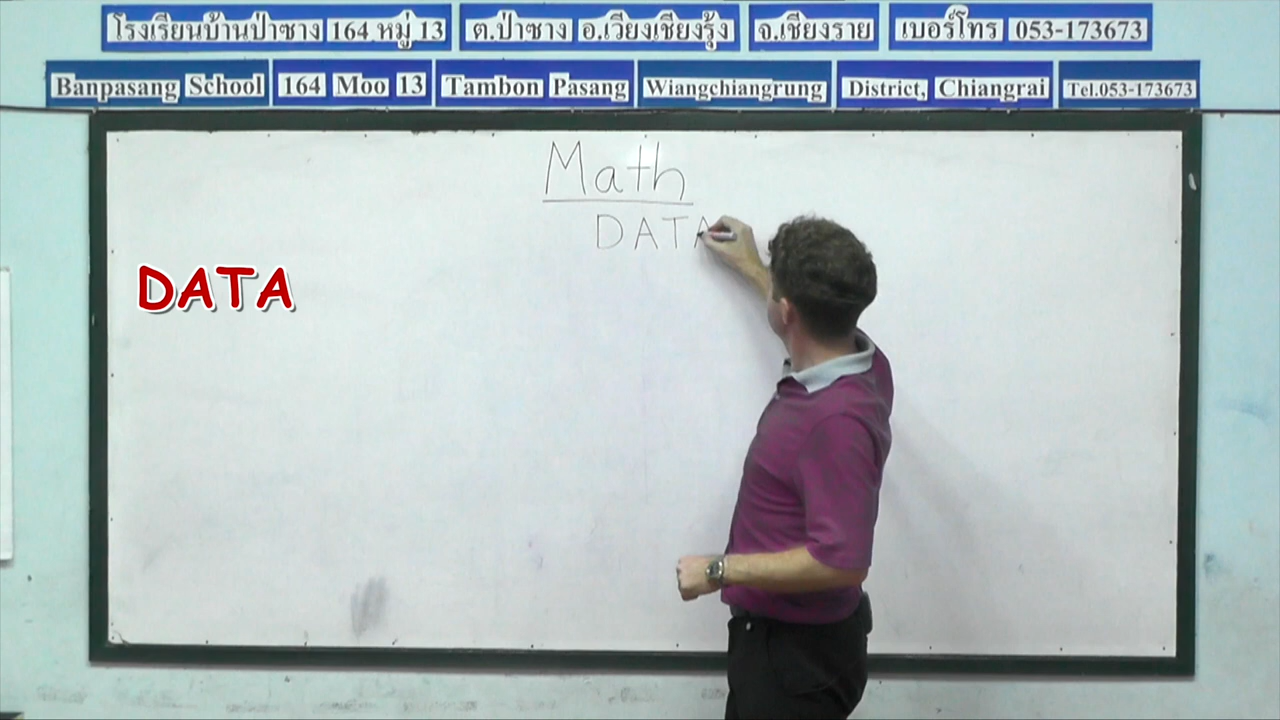 โรงเรียนบ้านป่าซาง 164 หมู่ 13 ต.ป่าซาง อ.เวียงเชียงรุ้ง จ.เชียงราย เบอร์โทร 053-173673
Banpasang School 164 Moo 13 Tambon Pasang Wiangchiangrung District, Chiangrai Tel.053-173673
Math
DATA
DATA